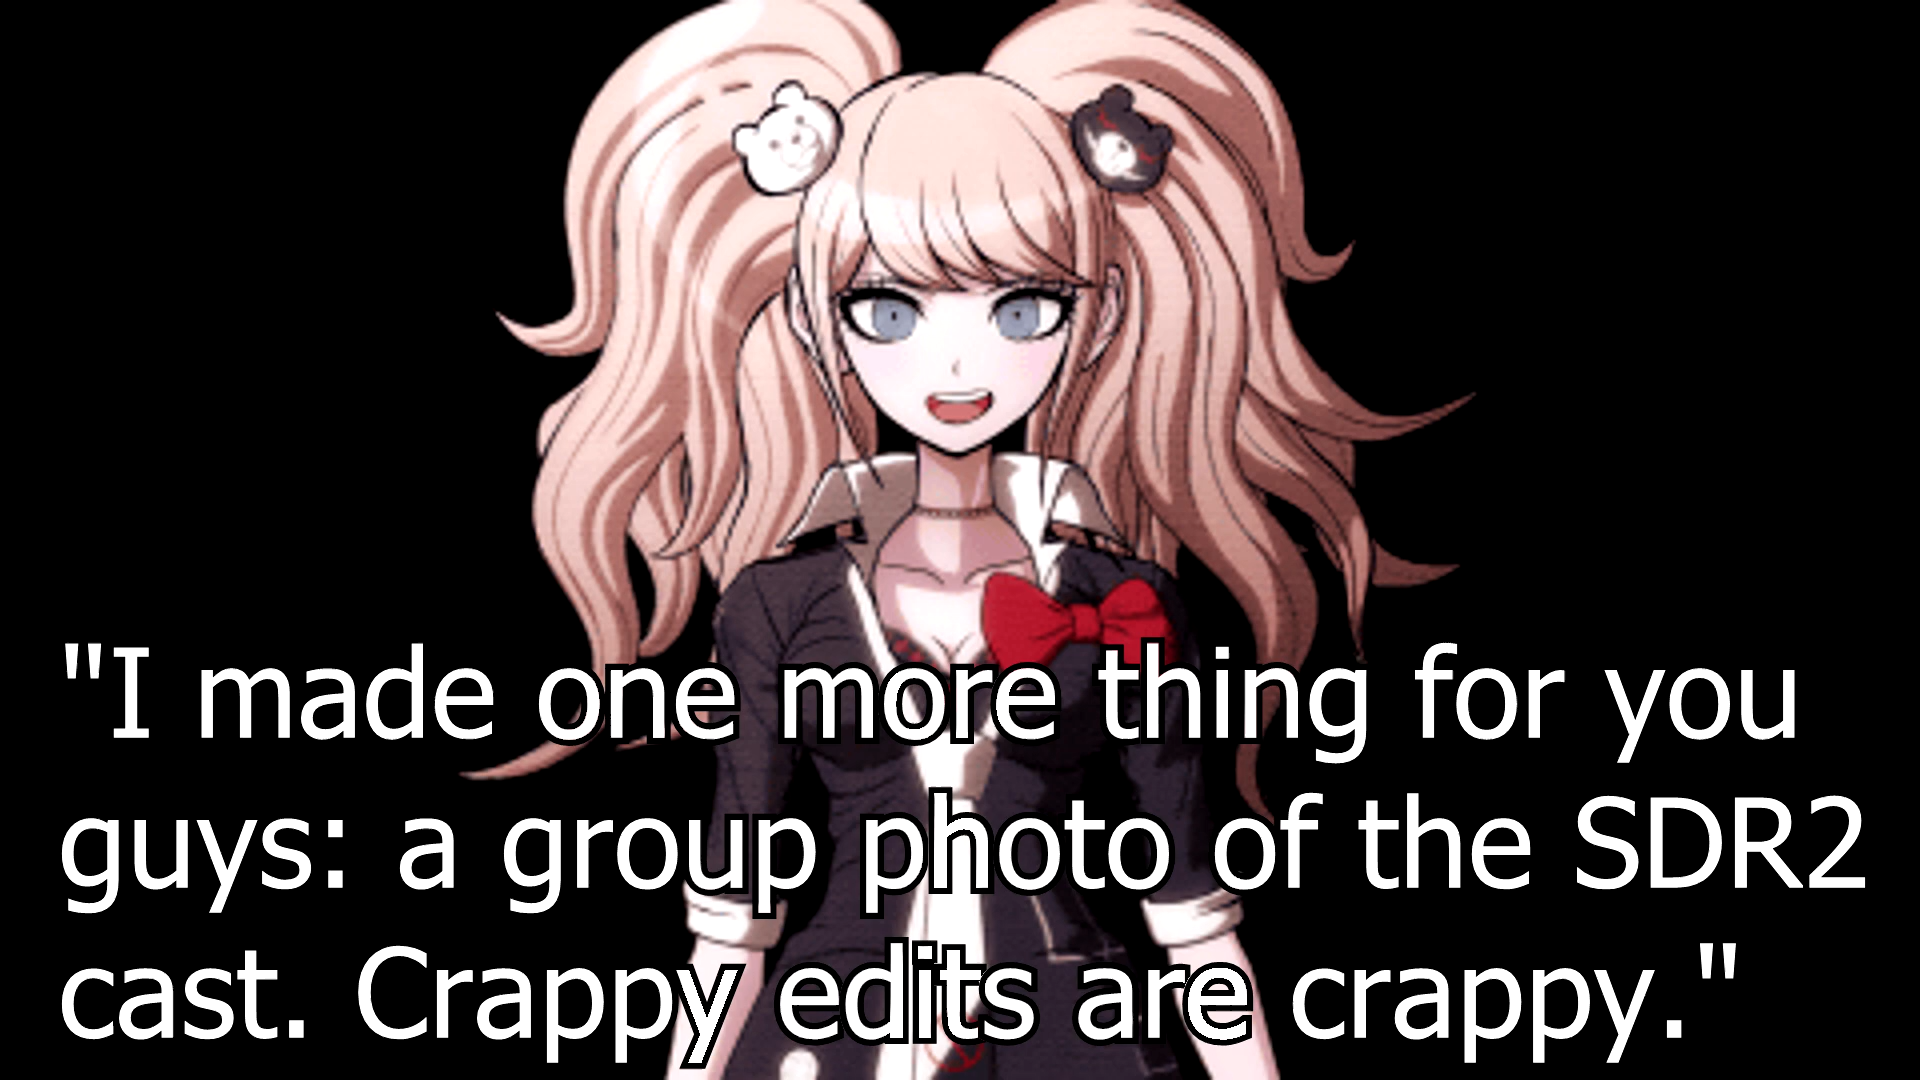 "I made one more thing for you
guys: a group photo of the SDR2
cast. Crappy edits are crappy."